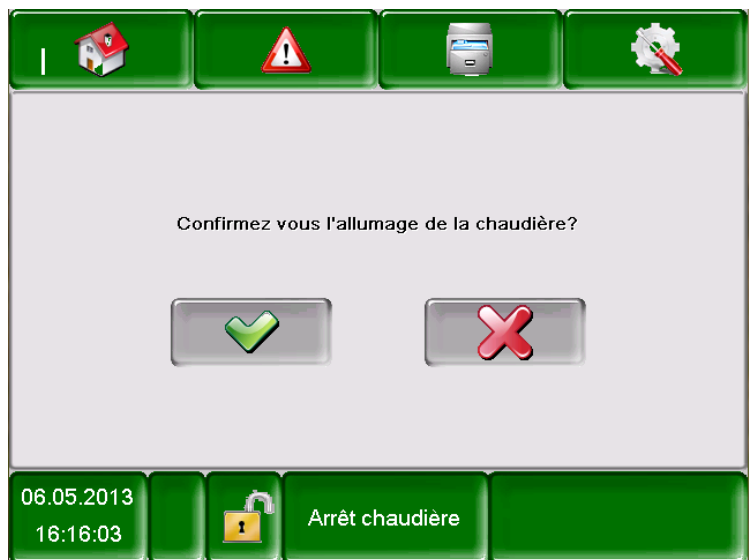 Confirmez vous l'allumage de la chaudière?
06.05.2013
16:16:03
Arrêt chaudière